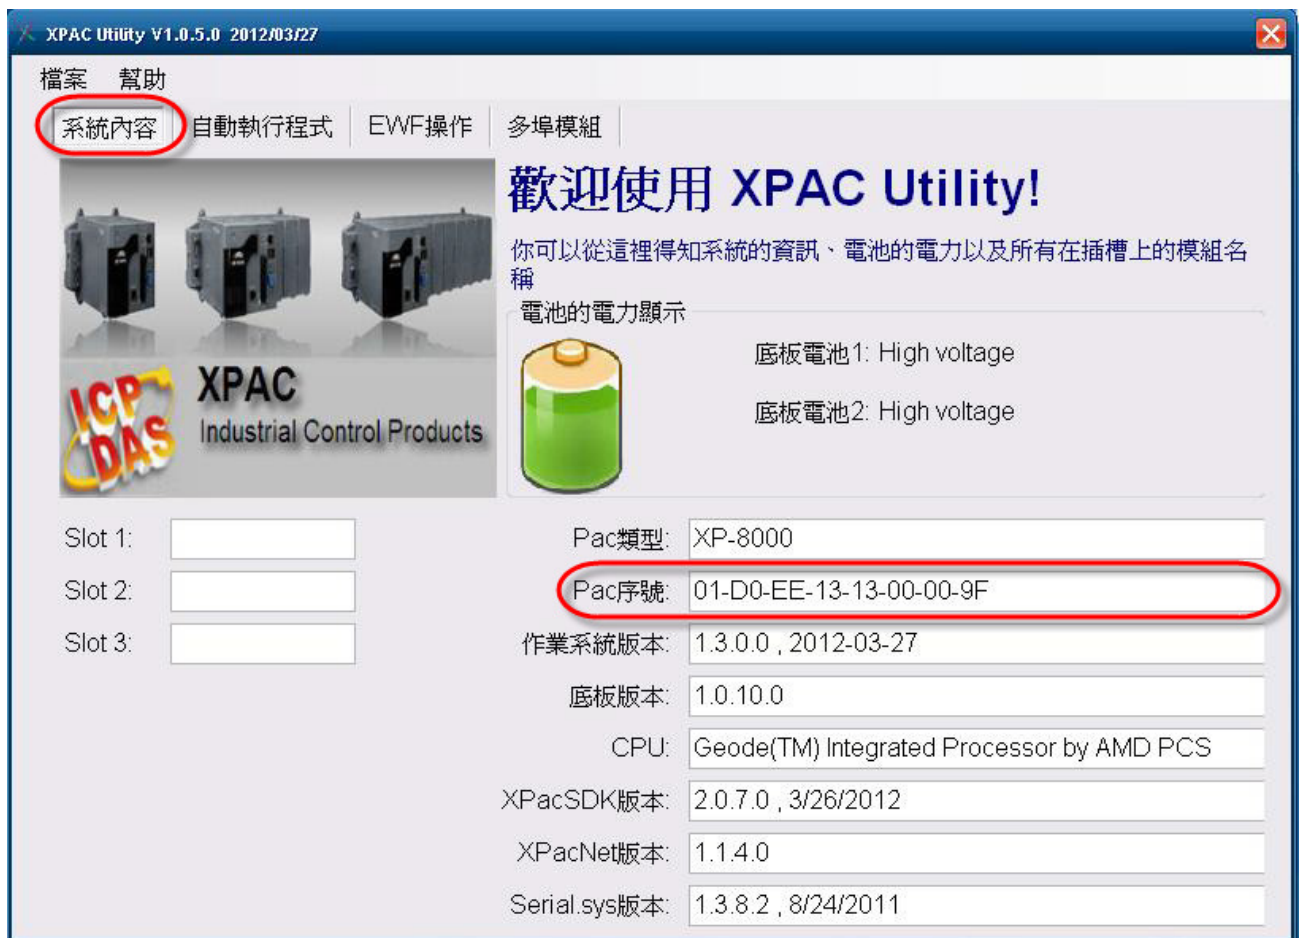 XPAC Utility V1.0.5.0 2012/03/27
檔案 幫助
系統內容 自動執行程式 EWF操作 多埠模組
歡迎使用 XPAC Utility!
你可以從這裡得知系統的資訊、電池的電力以及所有在插槽上的模組名
稱
電池的電力顯示
底板電池1: High voltage
底板電池2: High voltage
ICP
DAS
XPAC
Industrial Control Products
Slot 1:
Slot 2:
Slot 3:
Pac類型: XP-8000
Pac序號: 01-D0-EE-13-13-00-00-9F
作業系統版本: 1.3.0.0 , 2012-03-27
底板版本: 1.0.10.0
CPU: Geode(TM) Integrated Processor by AMD PCS
XPacSDK版本: 2.0.7.0 , 3/26/2012
XPacNet版本: 1.1.4.0
Serial.sys版本: 1.3.8.2 , 8/24/2011